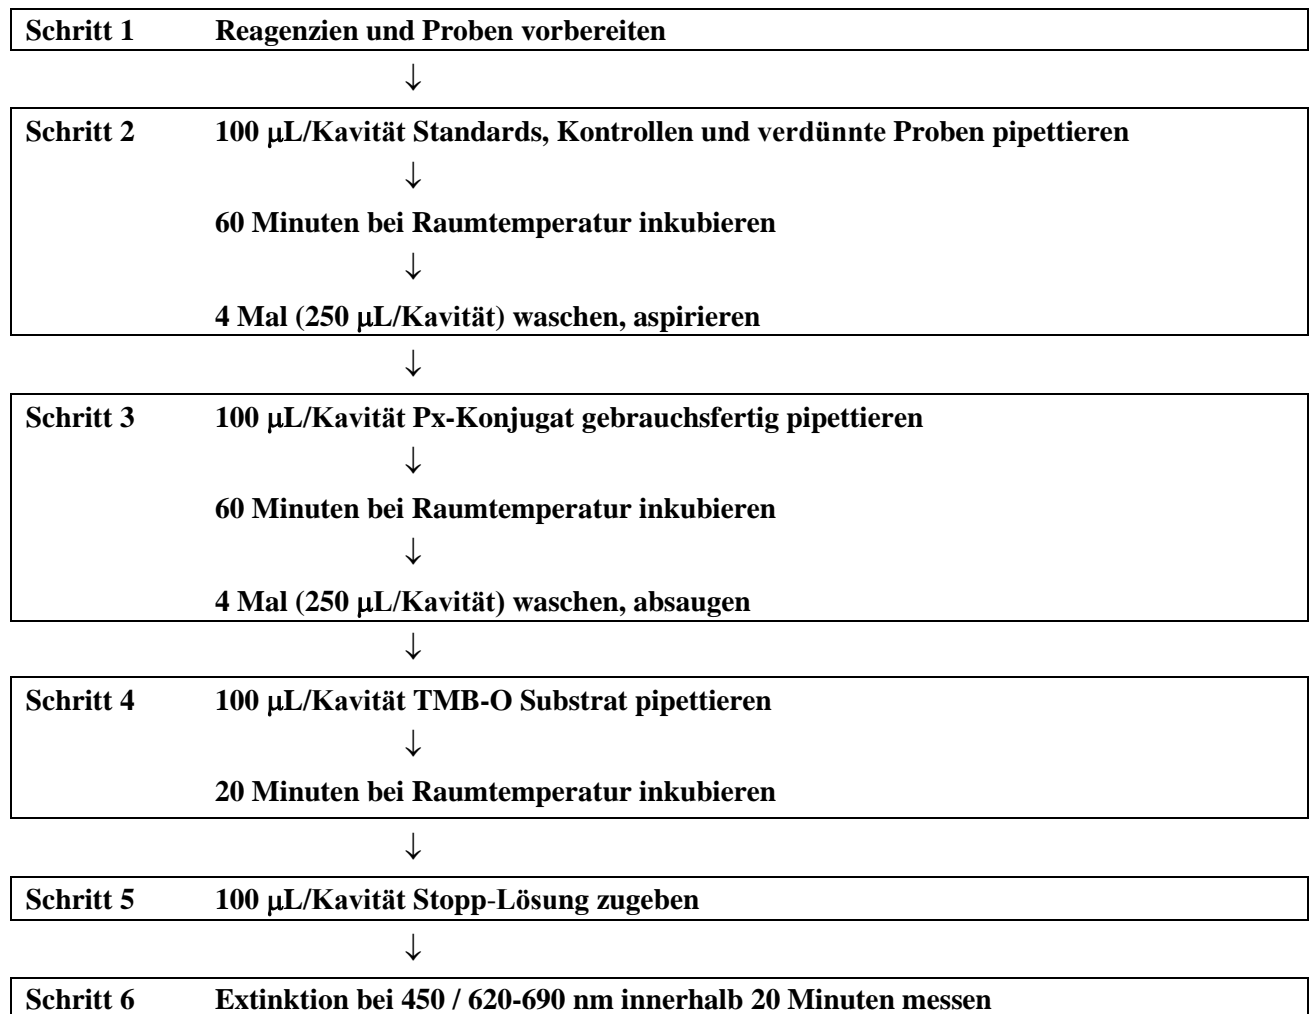 Schritt 1 Reagenzien und Proben vorbereiten
↓
Schritt 2 100 µL/Kavität Standards, Kontrollen und verdünnte Proben pipettieren
↓
60 Minuten bei Raumtemperatur inkubieren
↓
4 Mal (250 µL/Kavität) waschen, aspirieren
↓
Schritt 3 100 µL/Kavität Px-Konjugat gebrauchsfertig pipettieren
↓
60 Minuten bei Raumtemperatur inkubieren
↓
4 Mal (250 µL/Kavität) waschen, absaugen
↓
Schritt 4 100 µL/Kavität TMB-O Substrat pipettieren
↓
20 Minuten bei Raumtemperatur inkubieren
↓
Schritt 5 100 µL/Kavität Stopp-Lösung zugeben
↓
Schritt 6 Extinktion bei 450 / 620-690 nm innerhalb 20 Minuten messen